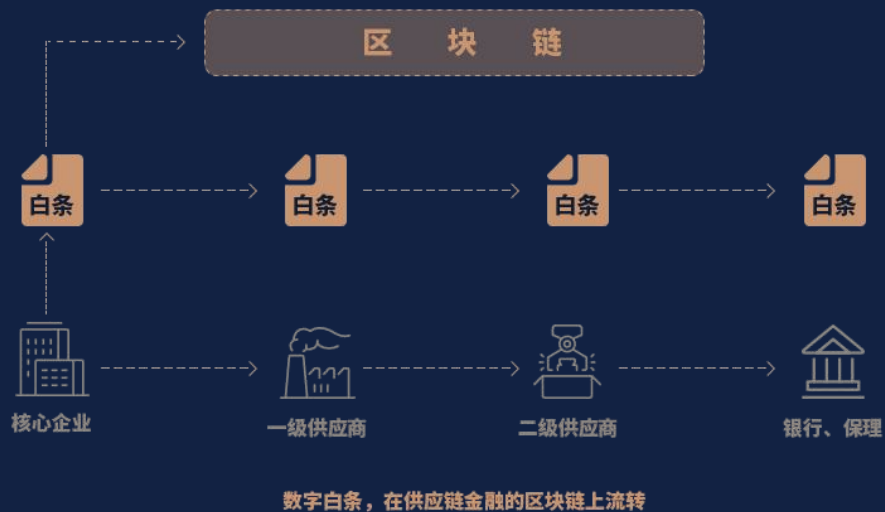 区 块 链
白条 白条 白条 白条
核心企业 一级供应商 二级供应商 银行、保理
数字白条，在供应链金融的区块链上流转